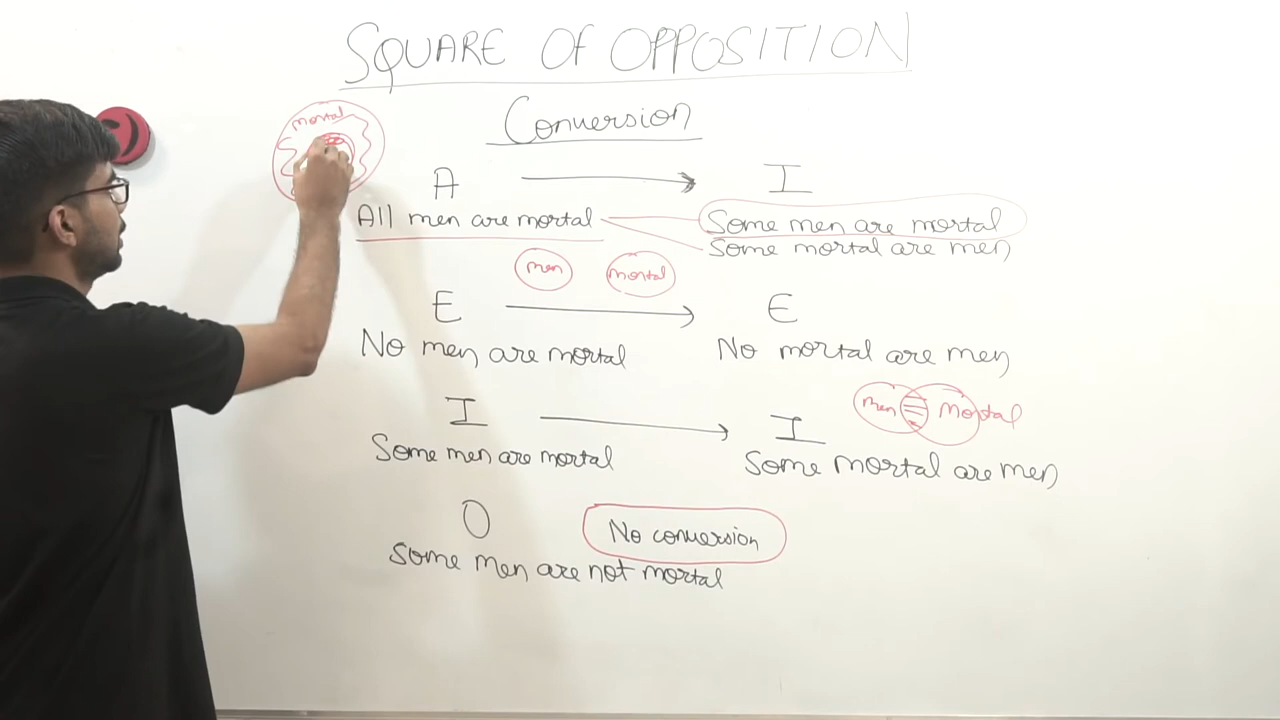 SQUARE OF OPPOSITION
Conversion
mortal
A
I
All men are mortal
Some men are mortal
Some mortal are men
men
mortal
E
E
No men are mortal
No mortal are men
men
Mortal
I
I
Some men are mortal
Some mortal are men
O
No conversion
Some men are not mortal